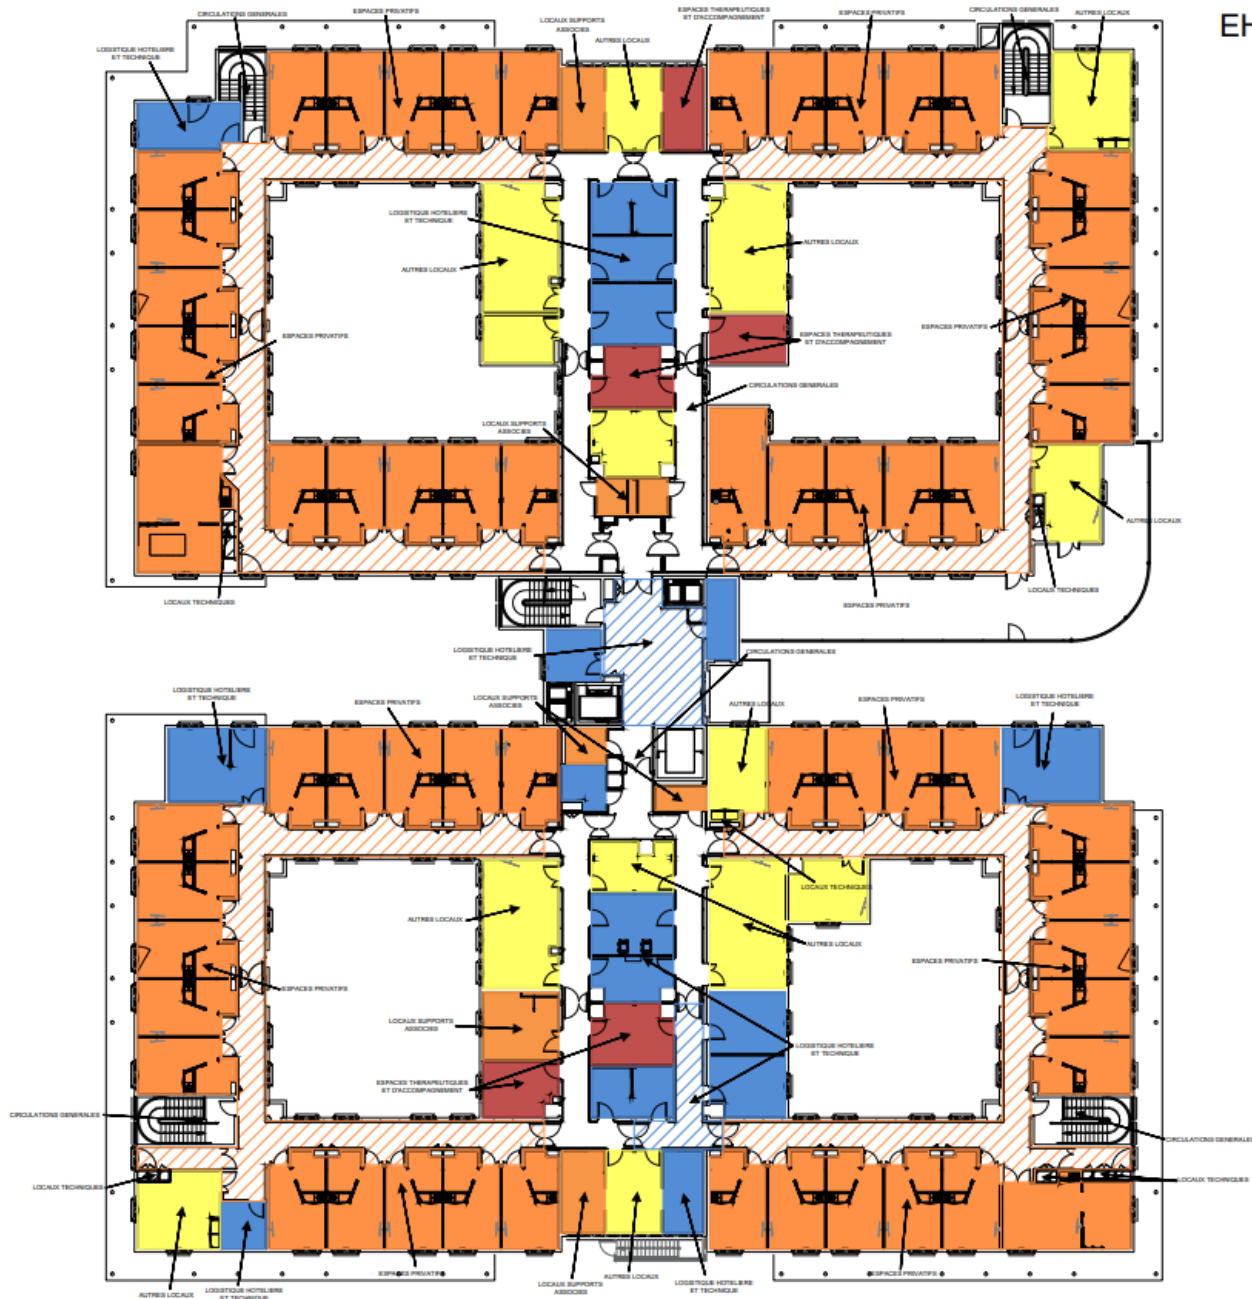 CIRCULATIONS GENERALES
ESPACES PRIVATIFS
LOCAUX SUPPORTS
ASSOCIES
ESPACES THERAPEUTIQUES
ET D'ACCOMPAGNEMENT
ESPACES PRIVATIFS
CIRCULATIONS GENERALES
AUTRES LOCAUX
EH
LOGISTIQUE HOTELIERE
ET TECHNIQUE
AUTRES LOCAUX
LOGISTIQUE HOTELIERE
ET TECHNIQUE
AUTRES LOCAUX
AUTRES LOCAUX
ESPACES PRIVATIFS
ESPACES THERAPEUTIQUES
ET D'ACCOMPAGNEMENT
ESPACES PRIVATIFS
CIRCULATIONS GENERALES
LOCAUX SUPPORTS
ASSOCIES
AUTRES LOCAUX
LOCAUX TECHNIQUES
ESPACES PRIVATIFS
LOCAUX TECHNIQUES
LOGISTIQUE HOTELIERE
ET TECHNIQUE
CIRCULATIONS GENERALES
LOGISTIQUE HOTELIERE
ET TECHNIQUE
ESPACES PRIVATIFS
LOCAUX SUPPORTS
ASSOCIES
AUTRES LOCAUX
ESPACES PRIVATIFS
LOGISTIQUE HOTELIERE
ET TECHNIQUE
LOCAUX TECHNIQUES
AUTRES LOCAUX
AUTRES LOCAUX
ESPACES PRIVATIFS
ESPACES PRIVATIFS
LOCAUX SUPPORTS
ASSOCIES
LOGISTIQUE HOTELIERE
ET TECHNIQUE
ESPACES THERAPEUTIQUES
ET D'ACCOMPAGNEMENT
CIRCULATIONS GENERALES
CIRCULATIONS GENERALES
LOCAUX TECHNIQUES
LOCAUX TECHNIQUES
ESPACES PRIVATIFS
AUTRES LOCAUX
ESPACES PRIVATIFS
LOCAUX SUPPORTS
ASSOCIES
LOGISTIQUE HOTELIERE
ET TECHNIQUE
AUTRES LOCAUX
LOGISTIQUE HOTELIERE
ET TECHNIQUE